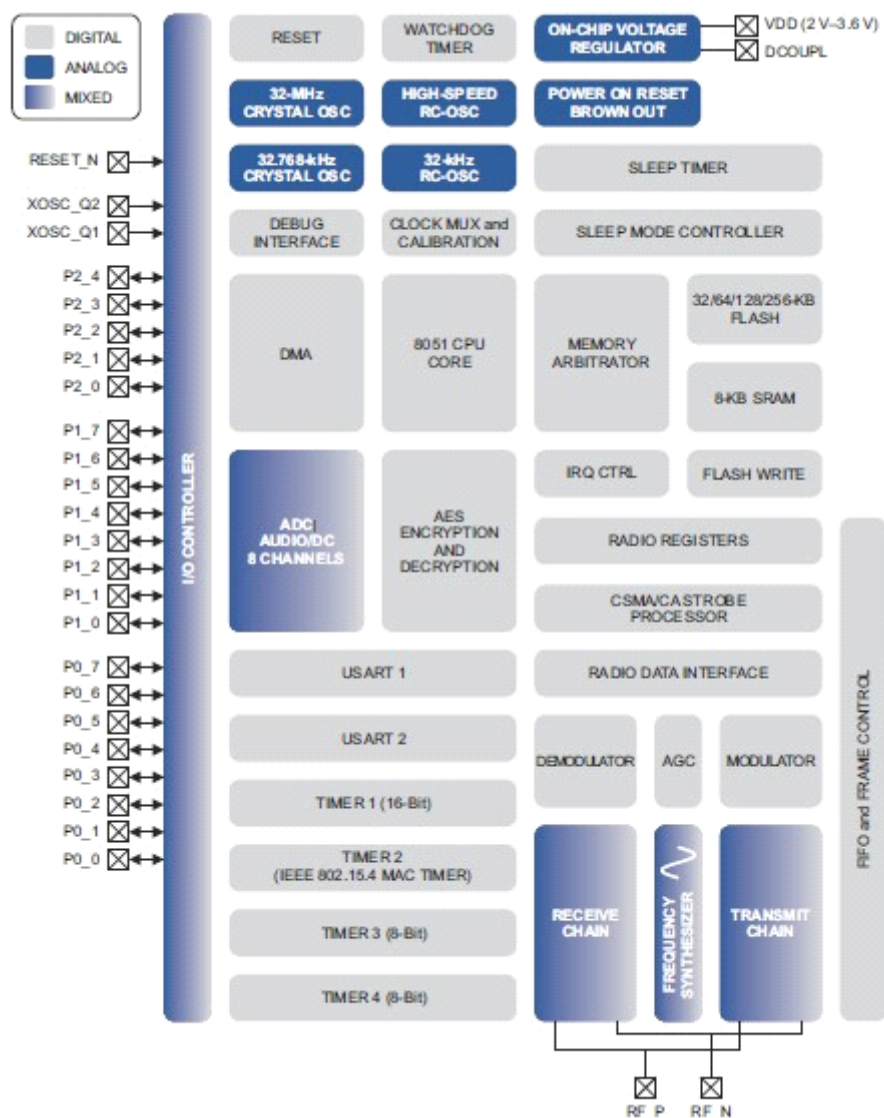 DIGITAL
ANALOG
MIXED
RESET
WATCHDOG
TIMER
ON-CHIP VOLTAGE
REGULATOR
VDD (2 V–3.6 V)
DCOUPL
32-MHz
CRYSTAL OSC
HIGH-SPEED
RC-OSC
POWER ON RESET
BROWN OUT
RESET_N
32.768-kHz
CRYSTAL OSC
32-kHz
RC-OSC
SLEEP TIMER
XOSC_Q2
XOSC_Q1
DEBUG
INTERFACE
CLOCK MUX and
CALIBRATION
SLEEP MODE CONTROLLER
P2_4
P2_3
P2_2
P2_1
P2_0
DMA
8051 CPU
CORE
MEMORY
ARBITRATOR
32/64/128/256-KB
FLASH
8-KB SRAM
P1_7
P1_6
P1_5
P1_4
P1_3
P1_2
P1_1
P1_0
I/O CONTROLLER
ADC
AUDIO/DC
8 CHANNELS
AES
ENCRYPTION
AND
DECRYPTION
IRQ CTRL
FLASH WRITE
RADIO REGISTERS
CSMA/CA STROBE
PROCESSOR
P0_7
P0_6
P0_5
P0_4
P0_3
P0_2
P0_1
P0_0
USART 1
USART 2
TIMER 1 (16-Bit)
TIMER 2
(IEEE 802.15.4 MAC TIMER)
TIMER 3 (8-Bit)
TIMER 4 (8-Bit)
RADIO DATA INTERFACE
DEMODULATOR
AGC
MODULATOR
RECEIVE
CHAIN
FREQUENCY
SYNTHESIZER
TRANSMIT
CHAIN
FIFO and FRAME CONTROL
RF_P
RF_N